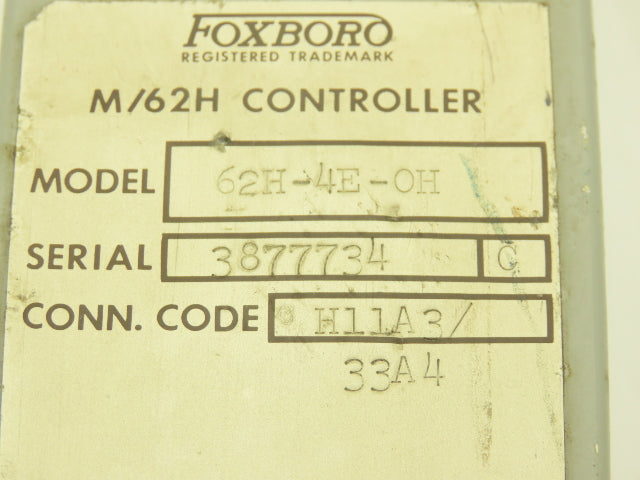 FOXBORO
REGISTERED TRADEMARK
M/62H CONTROLLER
MODEL 62H-4E-OH
SERIAL 3877734 C
CONN. CODE H11A3/
33A4